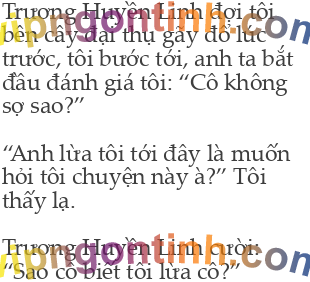 Trương Huyền Linh đợi tôi
bên cây đại thụ gãy đổ lúc
trước, tôi bước tới, anh ta bắt
đầu đánh giá tôi: “Cô không
sợ sao?”
“Anh lừa tôi tới đây là muốn
hỏi tôi chuyện này à?” Tôi
thấy lạ.
Trương Huyền Linh cười:
“Sao cô biết tôi lừa cô?”